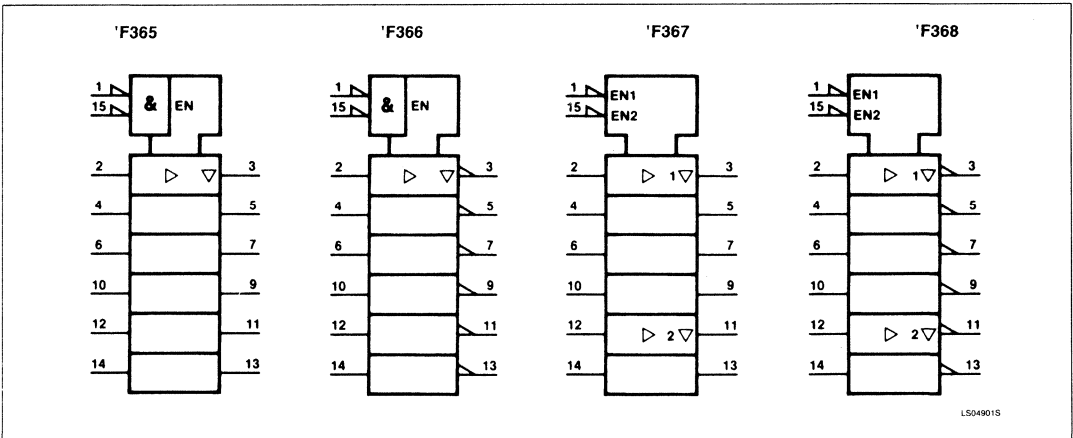 'F365 'F366 'F367 'F368
1 & EN 1 & EN 1 EN1 1 EN1
15 15 15 EN2 15 EN2
2 3 2 3 2 1 3 2 1 3
4 5 4 5 4 5 4 5
6 7 6 7 6 7 6 7
10 9 10 9 10 9 10 9
12 11 12 11 12 2 11 12 2 11
14 13 14 13 14 13 14 13
LS04901S